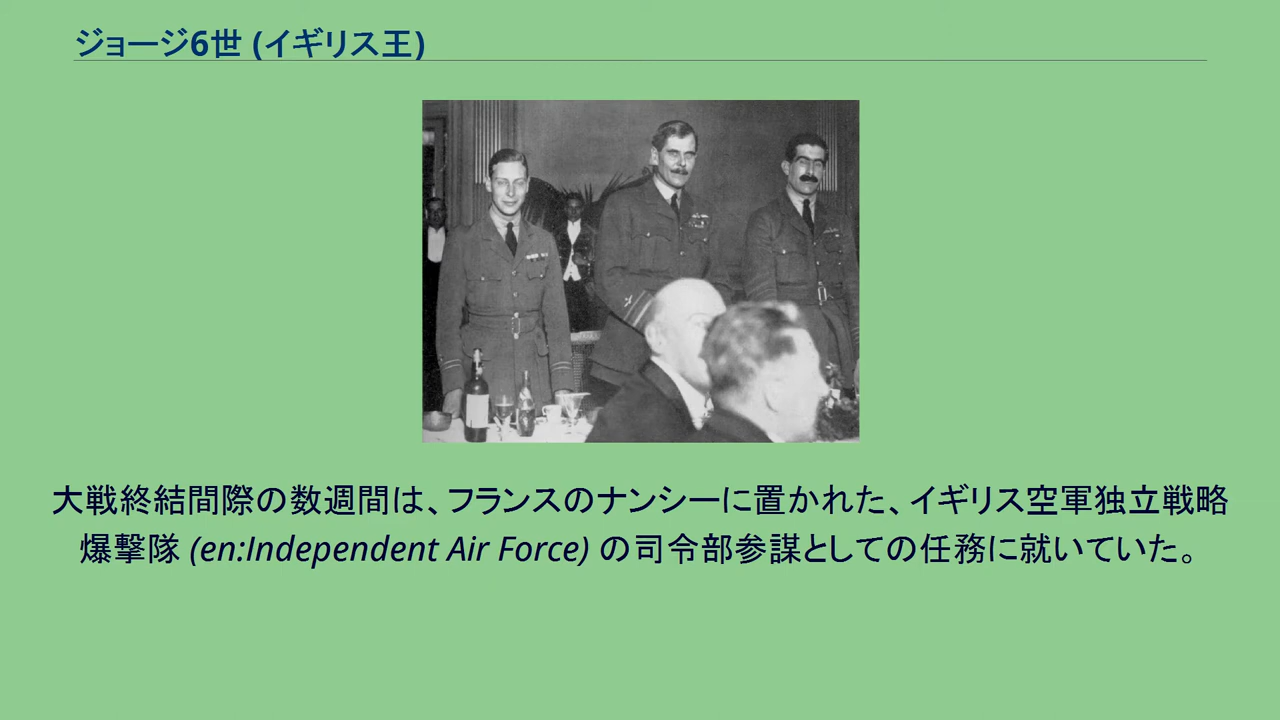 ジョージ6世 (イギリス王)
大戦終結間際の数週間は、フランスのナンシーに置かれた、イギリス空軍独立戦略
爆撃隊 (en:Independent Air Force) の司令部参謀としての任務に就いていた。